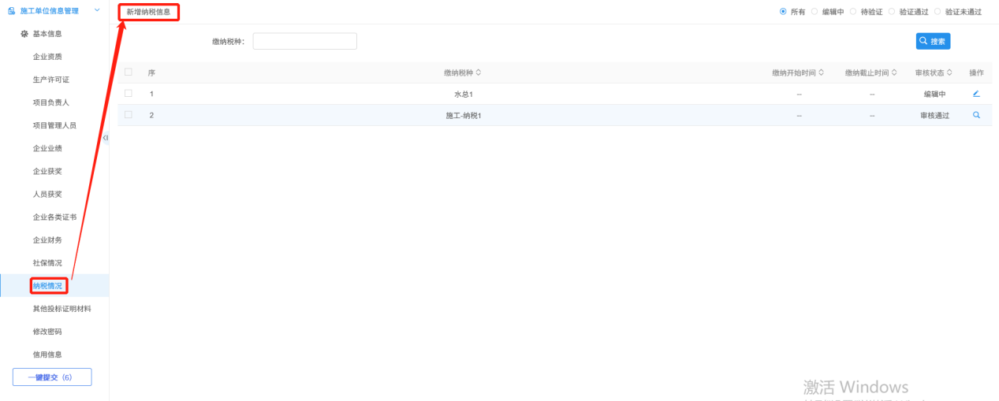 施工单位信息管理
基本信息
企业资质
生产许可证
项目负责人
项目管理人员
企业业绩
企业获奖
人员获奖
企业各类证书
企业财务
社保情况
纳税情况
其他投标证明材料
修改密码
信用信息
一键提交（6）
新增纳税信息
所有 编辑中 待验证 验证通过 验证未通过
缴纳税种：
搜索
序 缴纳税种 缴纳开始时间 缴纳截止时间 审核状态 操作
1 水总1 -- -- 编辑中
2 施工-纳税1 -- -- 审核通过
激活 Windows